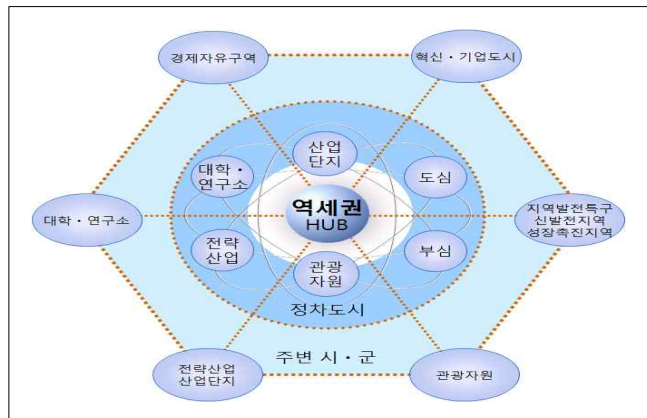 경제자유구역
혁신・기업도시
산업
단지
대학・
연구소
도심
대학・연구소
역세권
HUB
지역발전특구
신발전지역
성장촉진지역
전략
산업
관광
자원
부심
정차도시
주변 시・군
전략산업
산업단지
관광자원